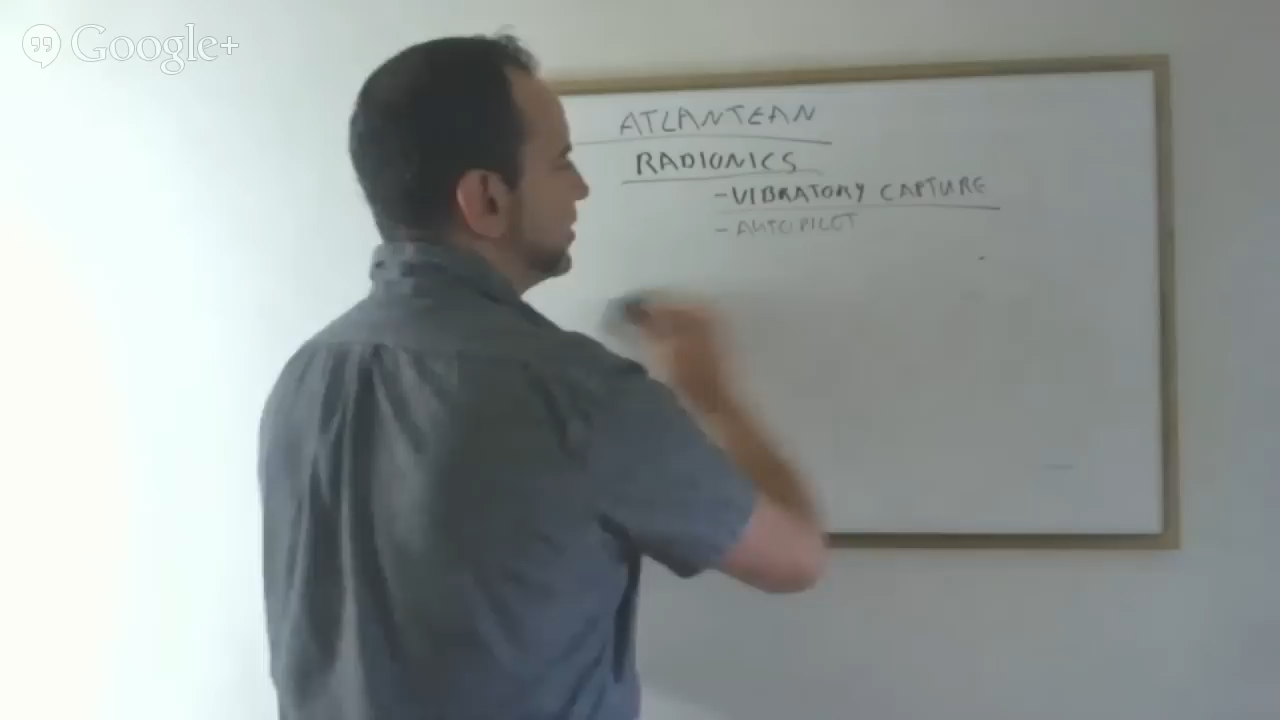 Google+
ATLANTEAN
RADIONICS
- VIBRATORY CAPTURE
- AUTOPILOT